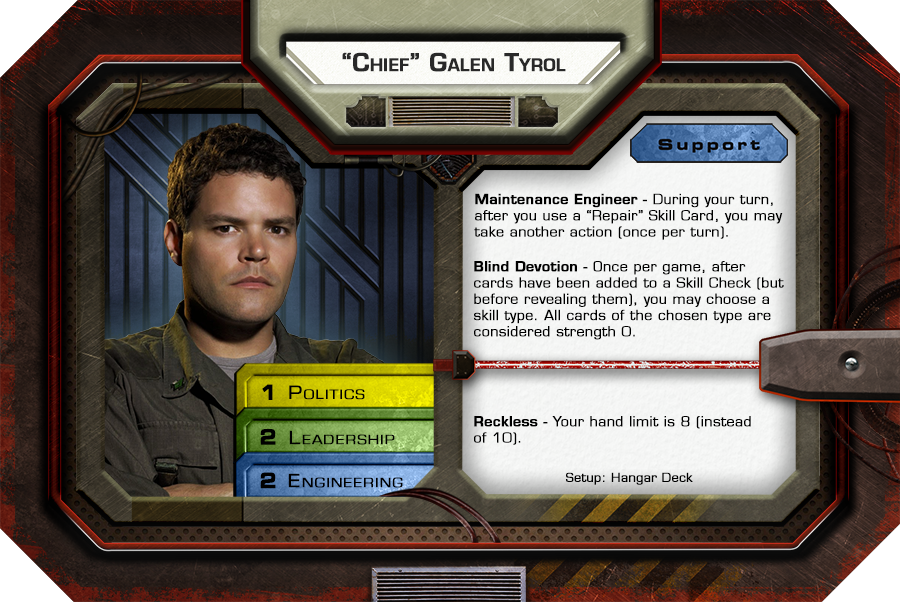 “Chief” Galen Tyrol
Support
Maintenance Engineer - During your turn,
after you use a “Repair” Skill Card, you may
take another action (once per turn).
Blind Devotion - Once per game, after
cards have been added to a Skill Check (but
before revealing them), you may choose a
skill type. All cards of the chosen type are
considered strength 0.
1 Politics
2 Leadership
2 Engineering
Reckless - Your hand limit is 8 (instead
of 10).
Setup: Hangar Deck